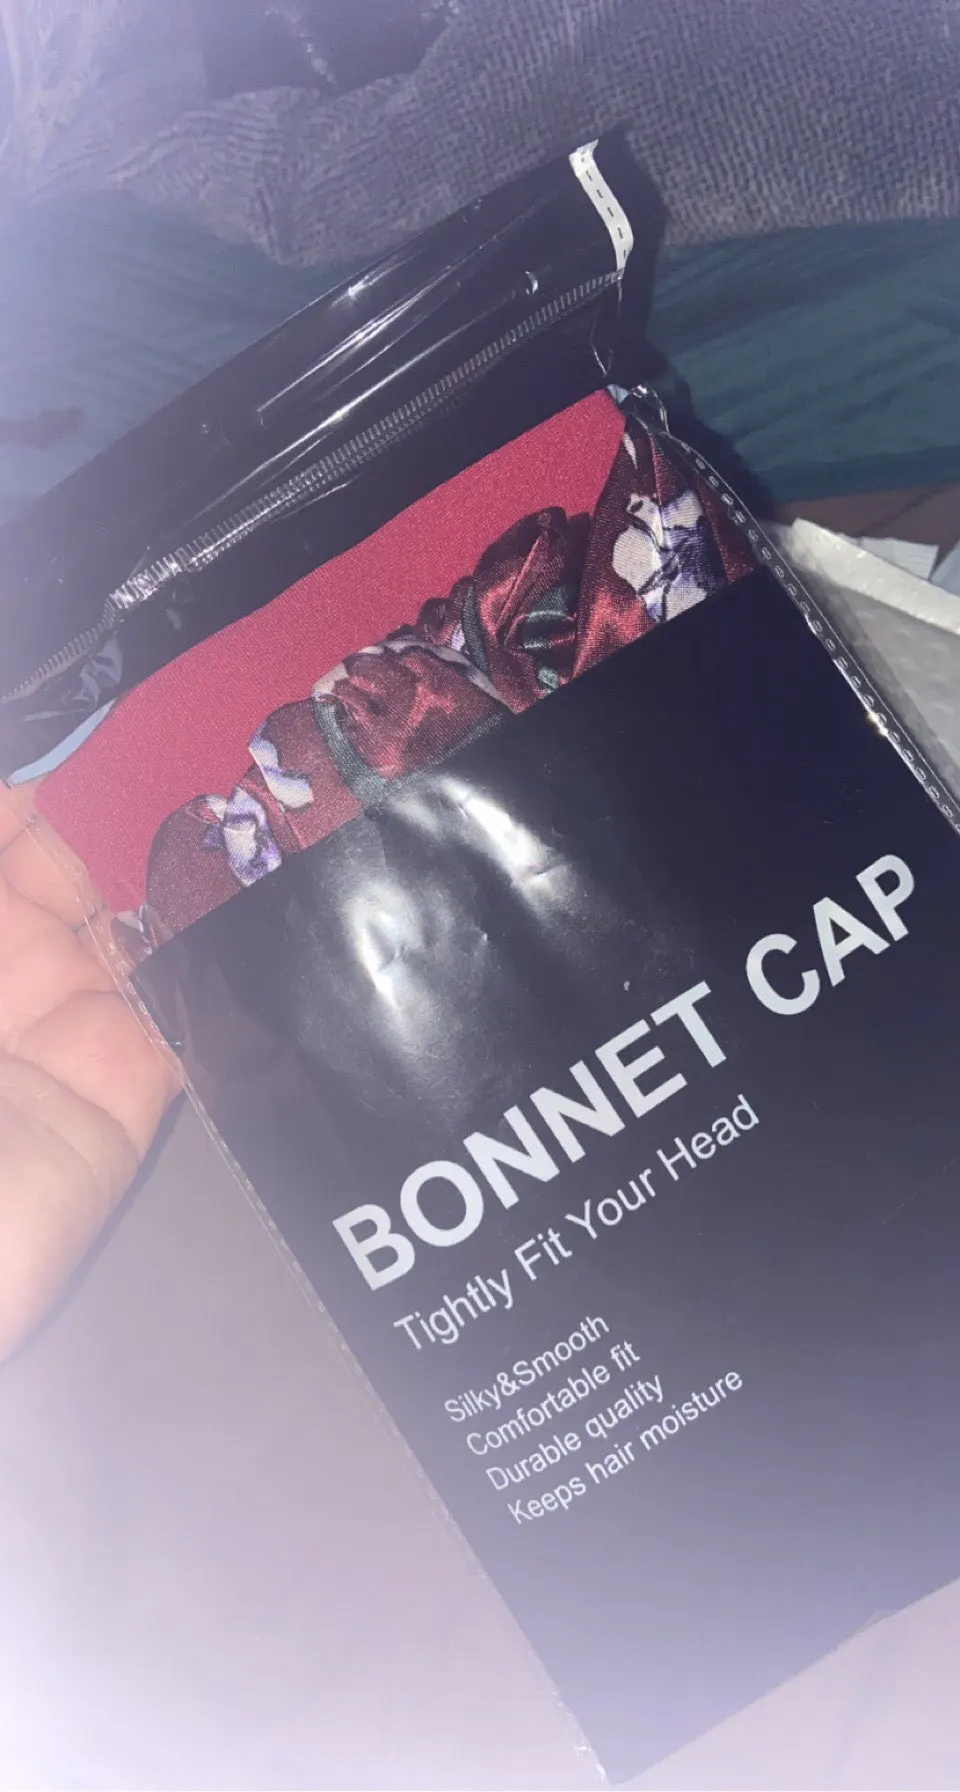 BONNET CAP
Tightly Fit Your Head
Silky&Smooth
Comfortable fit
Durable quality
Keeps hair moisture